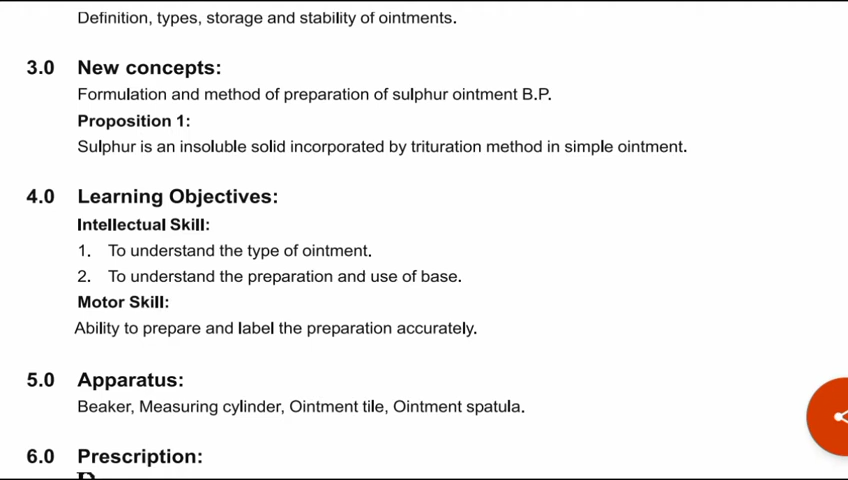 Definition, types, storage and stability of ointments.
3.0 New concepts:
Formulation and method of preparation of sulphur ointment B.P.
Proposition 1:
Sulphur is an insoluble solid incorporated by trituration method in simple ointment.
4.0 Learning Objectives:
Intellectual Skill:
1. To understand the type of ointment.
2. To understand the preparation and use of base.
Motor Skill:
Ability to prepare and label the preparation accurately.
5.0 Apparatus:
Beaker, Measuring cylinder, Ointment tile, Ointment spatula.
6.0 Prescription: